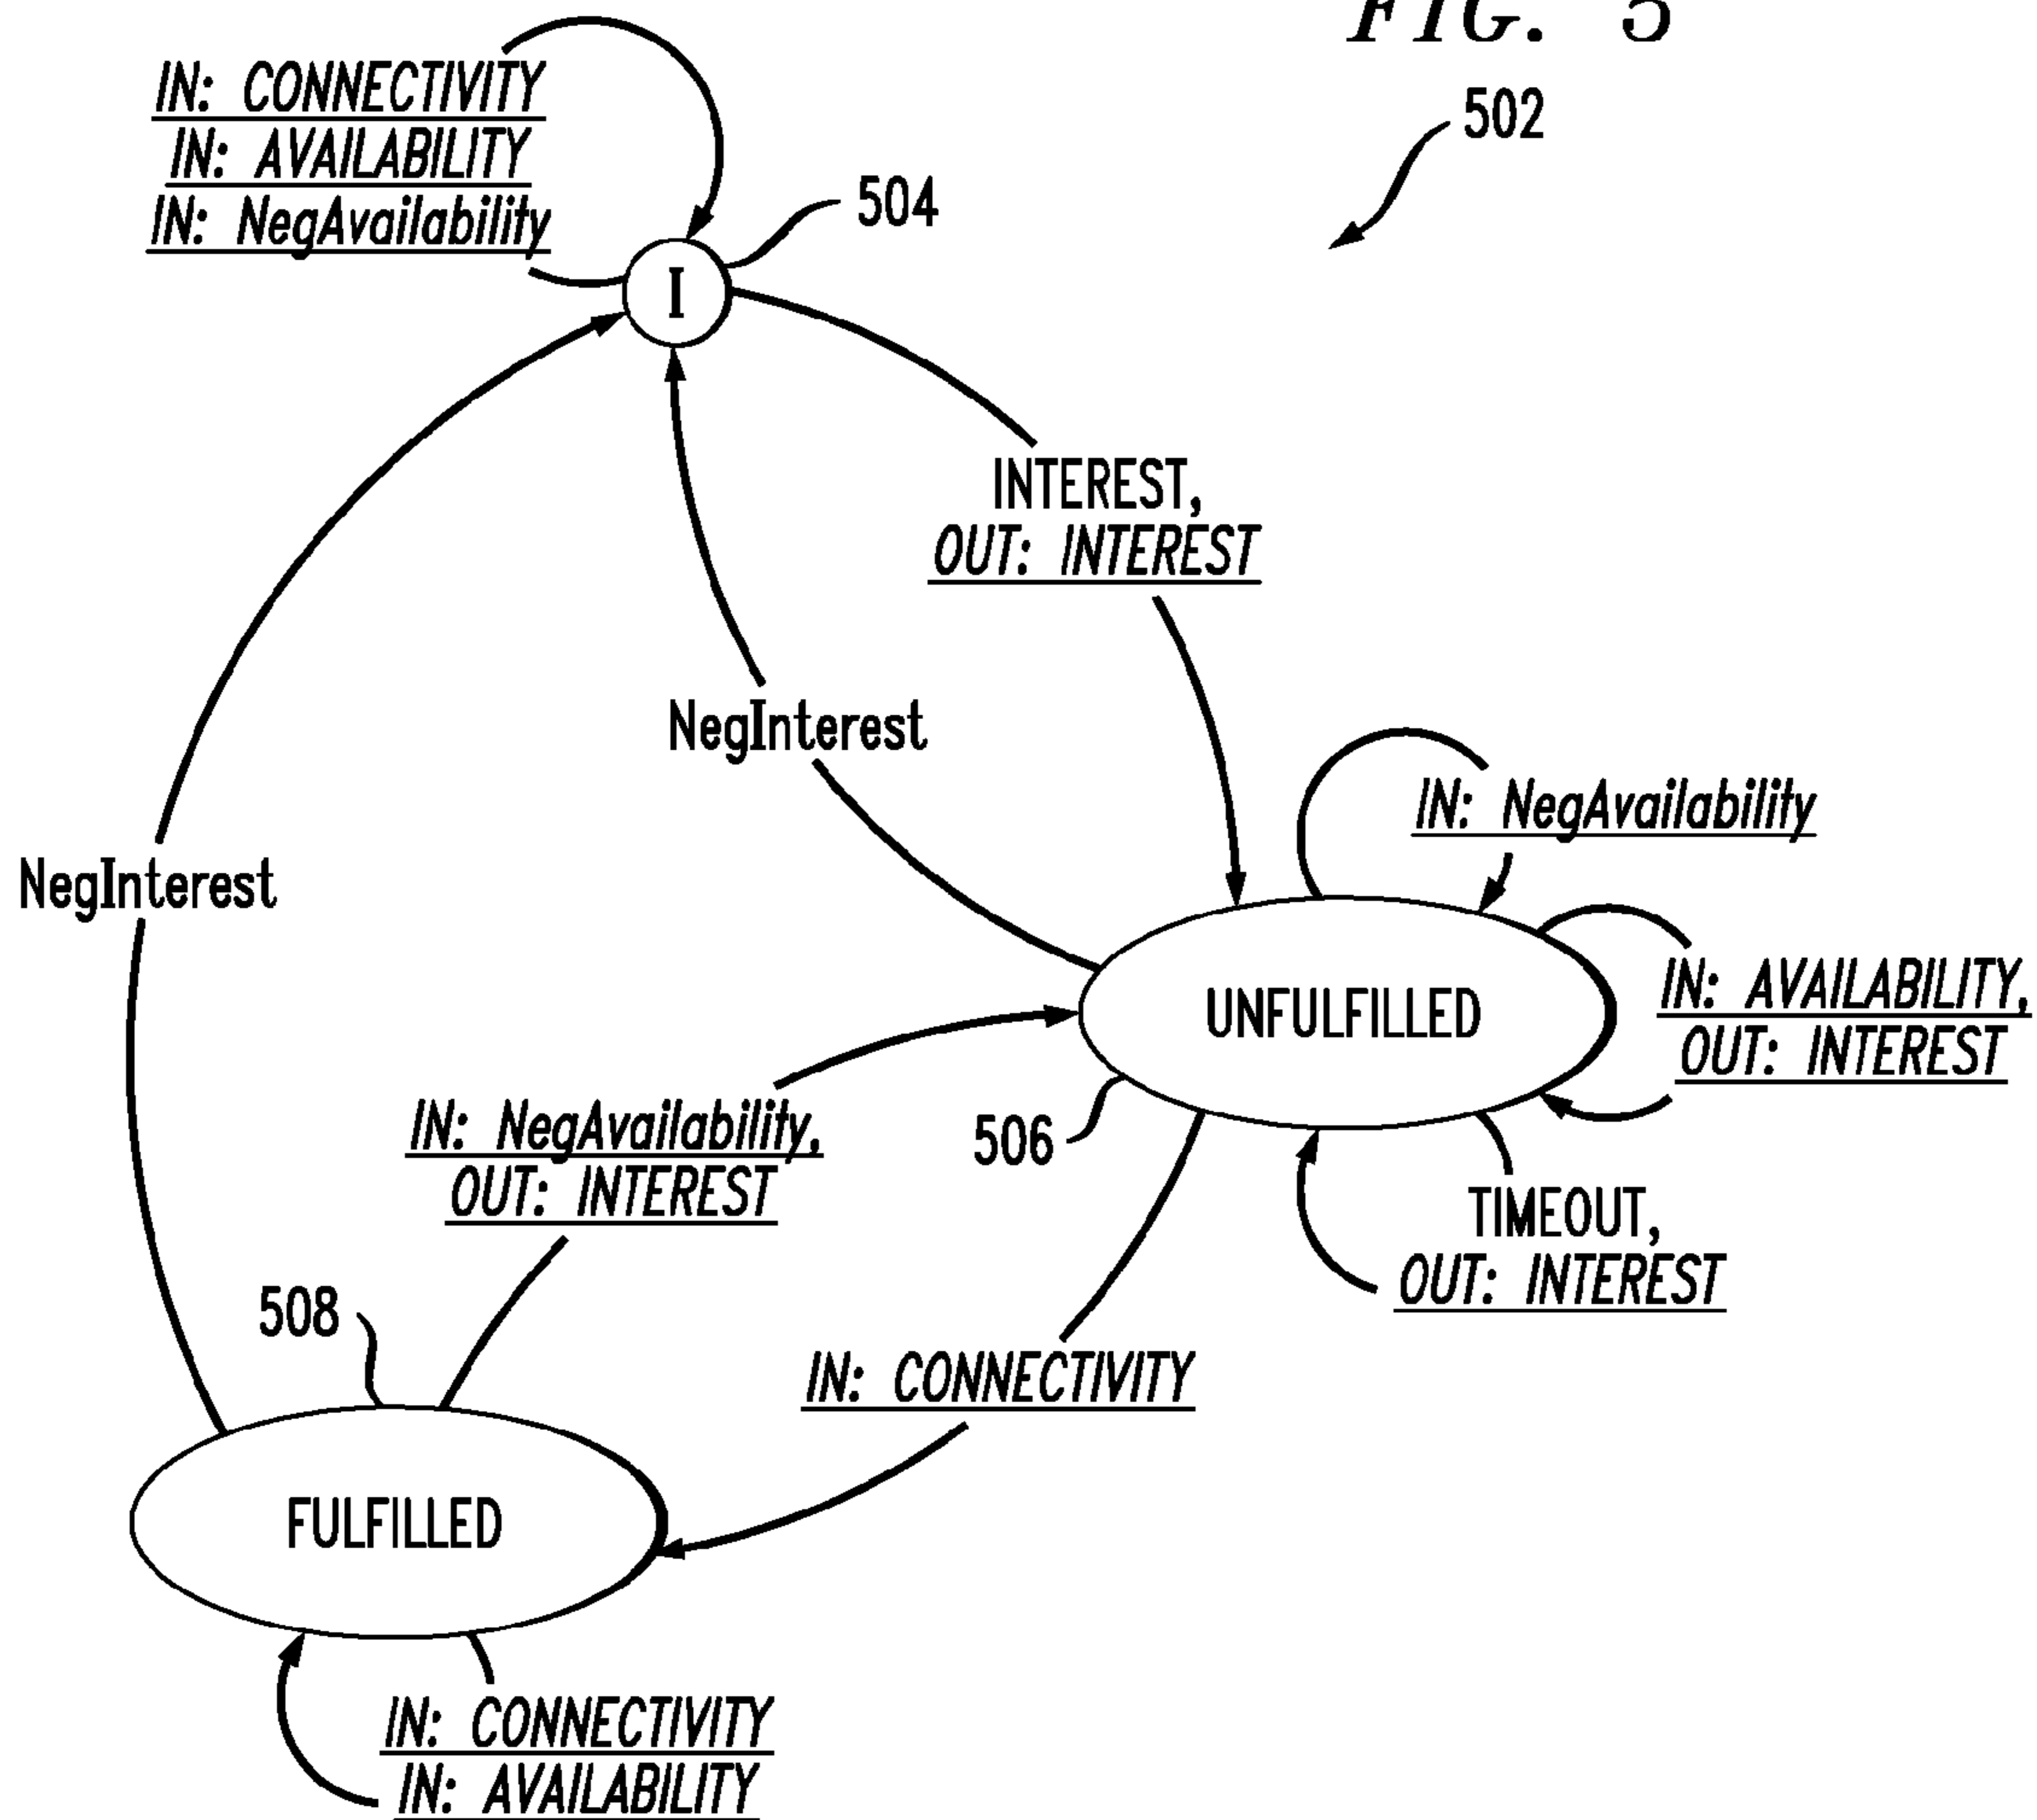 FIG. 5
502
IN: CONNECTIVITY
IN: AVAILABILITY
IN: NegAvailability
504
I
INTEREST,
OUT: INTEREST
NegInterest
IN: NegAvailability
NegInterest
UNFULFILLED
IN: AVAILABILITY,
OUT: INTEREST
506
IN: NegAvailability,
OUT: INTEREST
TIMEOUT,
OUT: INTEREST
508
IN: CONNECTIVITY
FULFILLED
IN: CONNECTIVITY
IN: AVAILABILITY